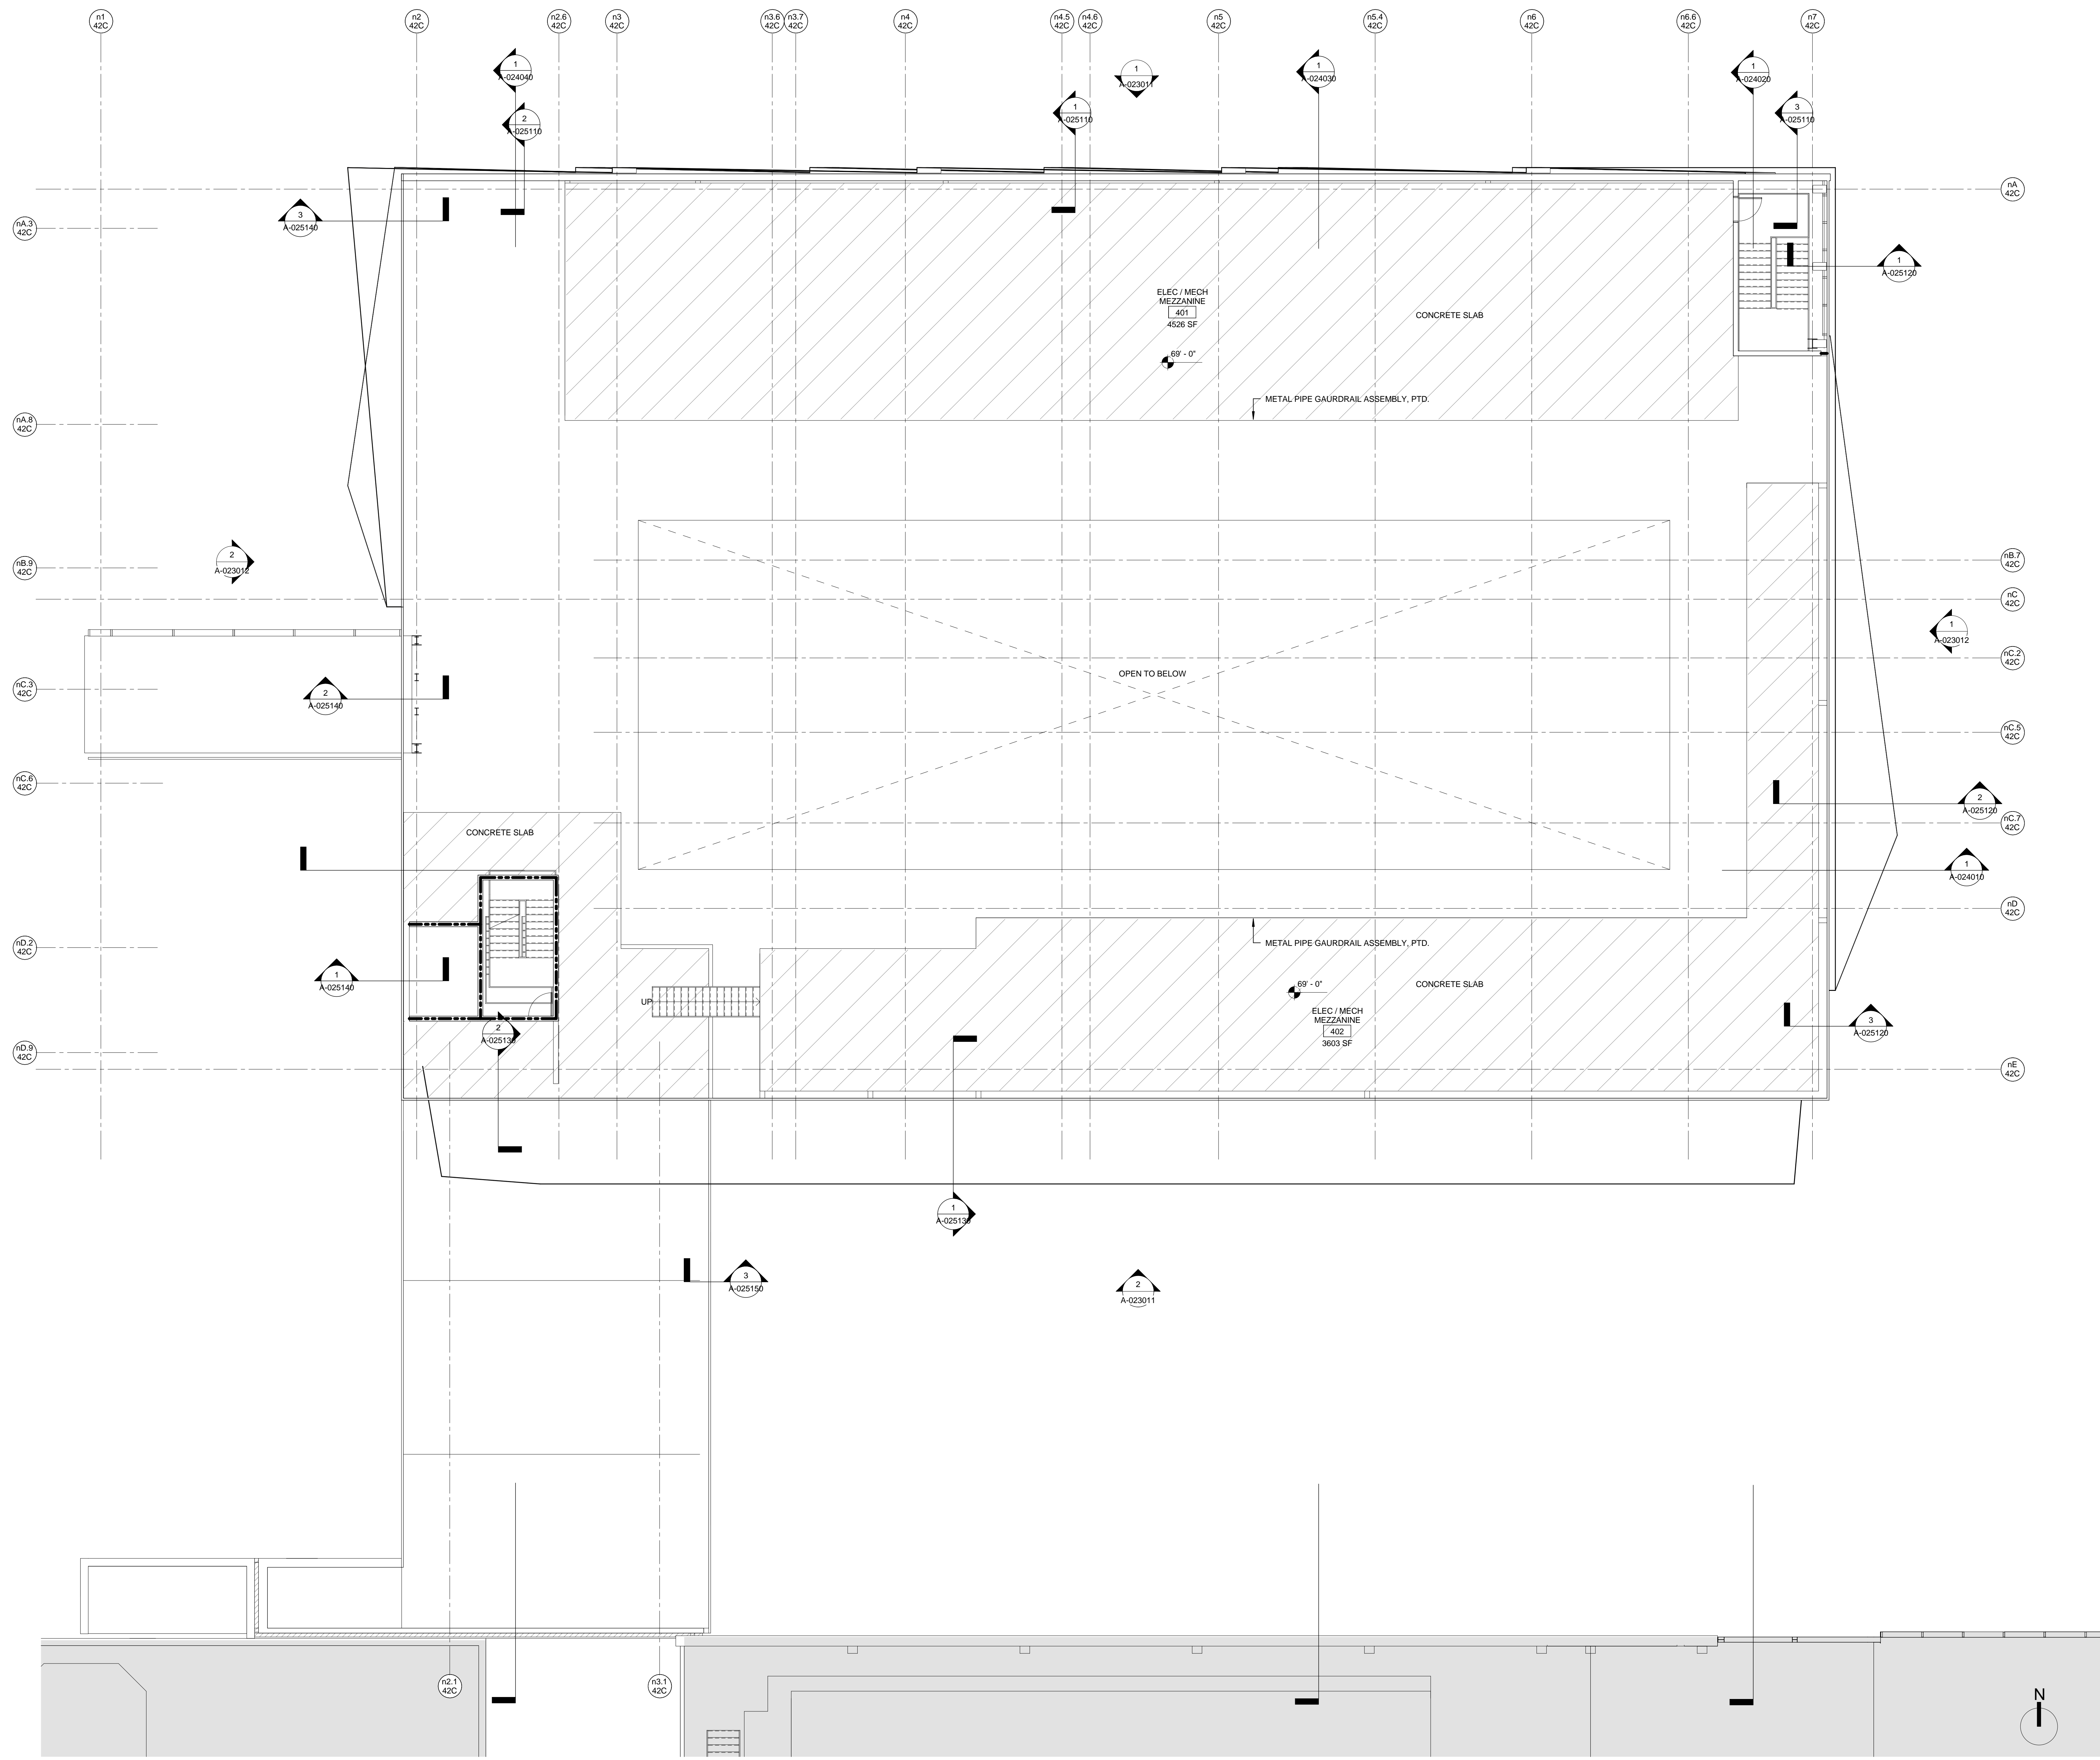 n1
42C
n2
42C
n2.6
42C
n3
42C
n3.6
42C
n3.7
42C
n4
42C
n4.5
42C
n4.6
42C
n5
42C
n5.4
42C
n6
42C
n6.6
42C
n7
42C
1
A-024040
2
A-025110
1
A-025110
1
A-023011
1
A-024030
1
A-024020
3
A-025110
nA
42C
3
A-025140
nA.3
42C
1
A-025120
ELEC / MECH
MEZZANINE
401
4526 SF
CONCRETE SLAB
69' - 0"
METAL PIPE GAURDRAIL ASSEMBLY, PTD.
nA.8
42C
2
A-023012
nB.9
42C
nB.7
42C
nC
42C
1
A-023012
nC.2
42C
OPEN TO BELOW
nC.3
42C
2
A-025140
nC.5
42C
nC.6
42C
2
A-025120
nC.7
42C
CONCRETE SLAB
1
A-024010
nD
42C
nD.2
42C
METAL PIPE GAURDRAIL ASSEMBLY, PTD.
1
A-025140
69' - 0"
CONCRETE SLAB
UP
ELEC / MECH
MEZZANINE
402
3603 SF
2
A-025130
3
A-025120
nD.9
42C
nE
42C
1
A-025130
3
A-025150
2
A-023011
n2.1
42C
n3.1
42C
N